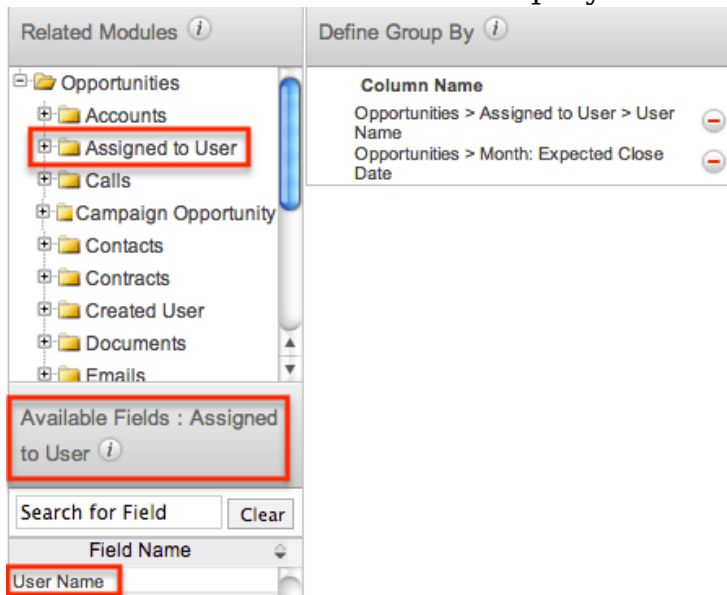 Related Modules i
Define Group By i
Opportunities
Accounts
Assigned to User
Calls
Campaign Opportunity
Contacts
Contracts
Created User
Documents
Emails
Column Name
Opportunities > Assigned to User > User
Name
Opportunities > Month: Expected Close
Date
Available Fields : Assigned
to User i
Search for Field Clear
Field Name
User Name